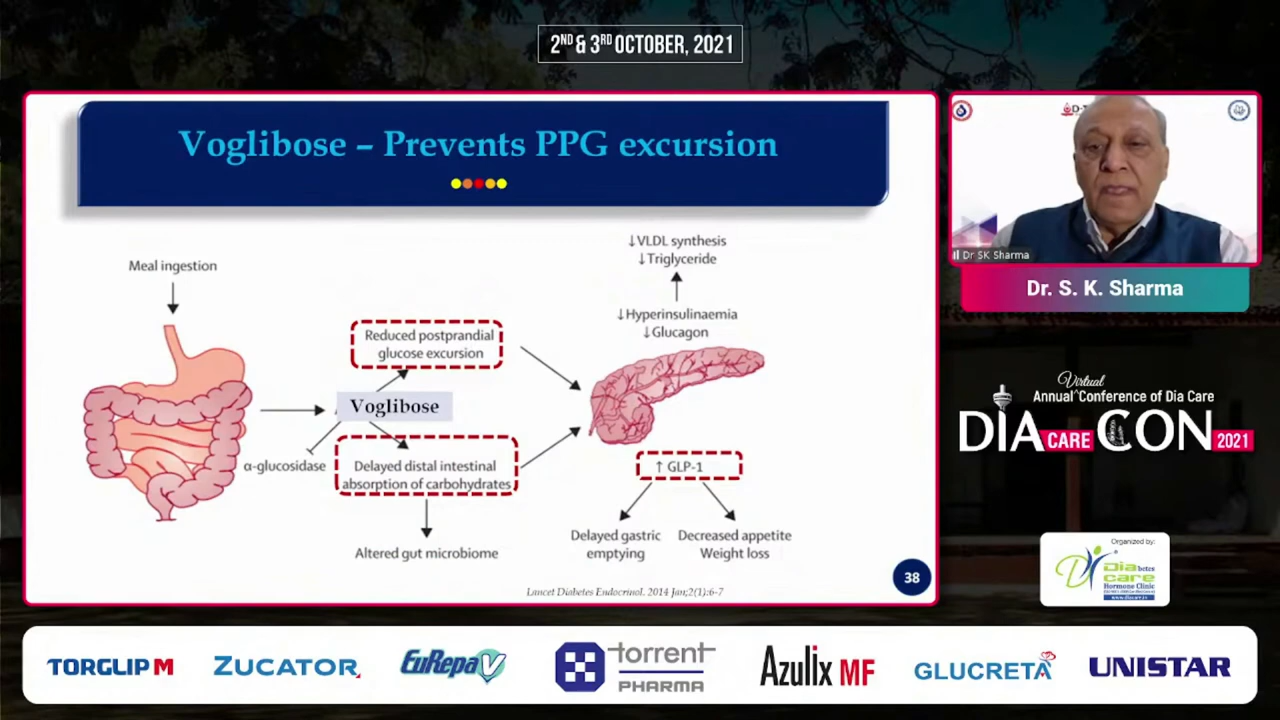 2ND & 3RD OCTOBER, 2021
Voglibose – Prevents PPG excursion
Meal ingestion
α-glucosidase
Reduced postprandial
glucose excursion
Voglibose
Delayed distal intestinal
absorption of carbohydrates
Altered gut microbiome
↓VLDL synthesis
↓Triglyceride
↓Hyperinsulinaemia
↓Glucagon
↑ GLP-1
Delayed gastric
emptying
Decreased appetite
Weight loss
Lancet Diabetes Endocrinol. 2014 Jan;2(1):6-7
38
Dr SK Sharma
Dr. S. K. Sharma
Virtual
Annual Conference of Dia Care
DIA CARE CON 2021
Organized by:
Diabetes
care
Hormone Clinic
TORGLIP M
ZUCATOR
EuRepa V
torrent
PHARMA
Azulix MF
GLUCRETA
UNISTAR